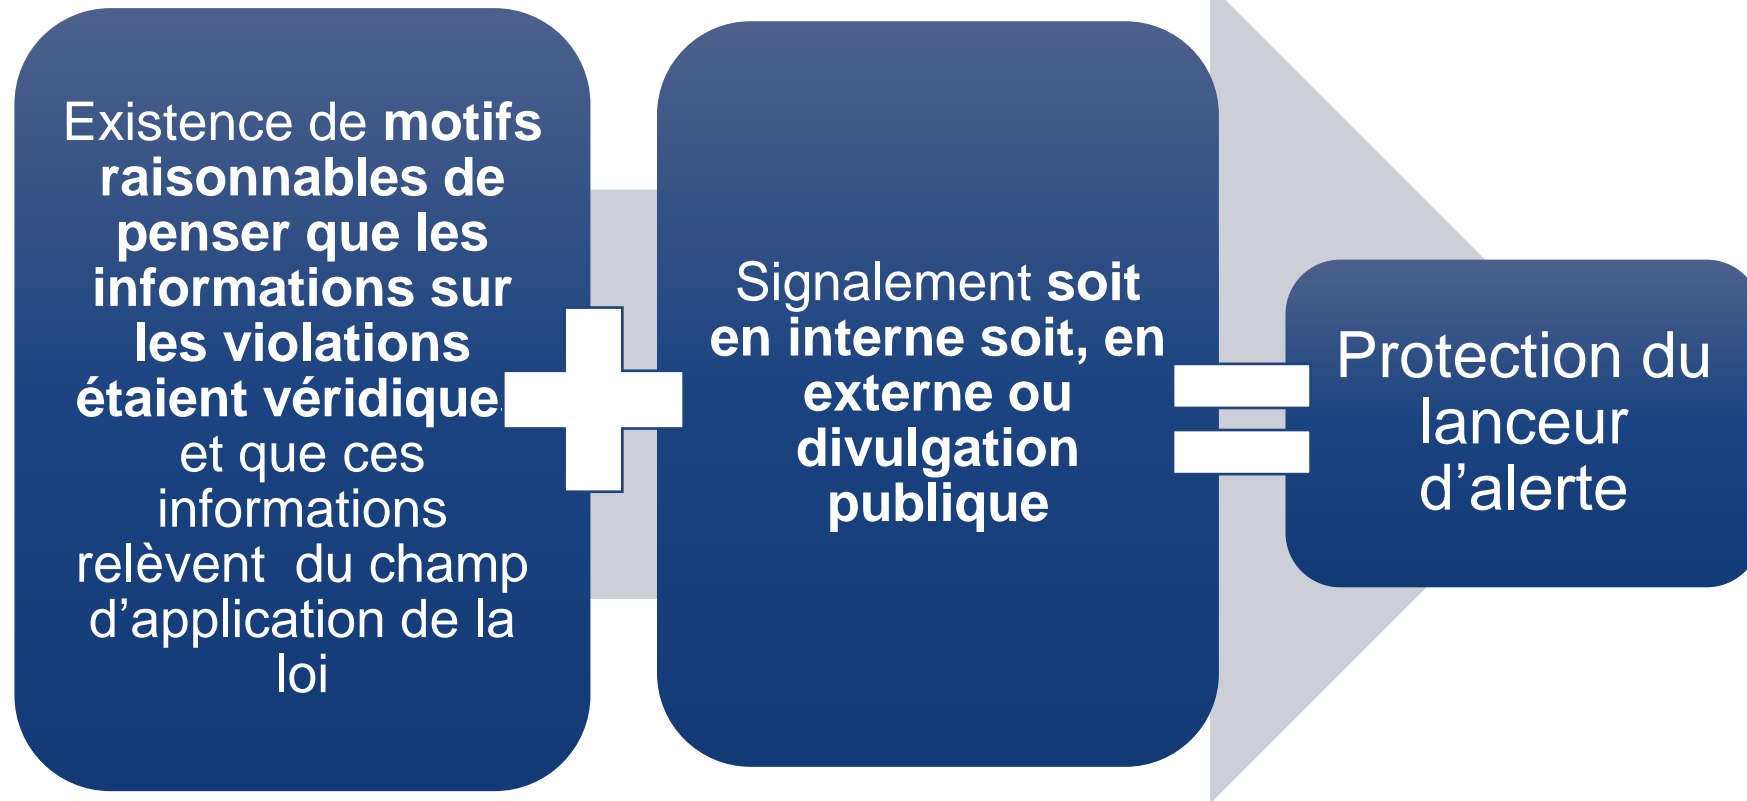 Existence de motifs
raisonnables de
penser que les
informations sur
les violations
étaient véridique
et que ces
informations
relèvent  du champ
d’application de la
loi
Signalement soit
en interne soit, en
externe ou
divulgation
publique
Protection du
lanceur
d’alerte